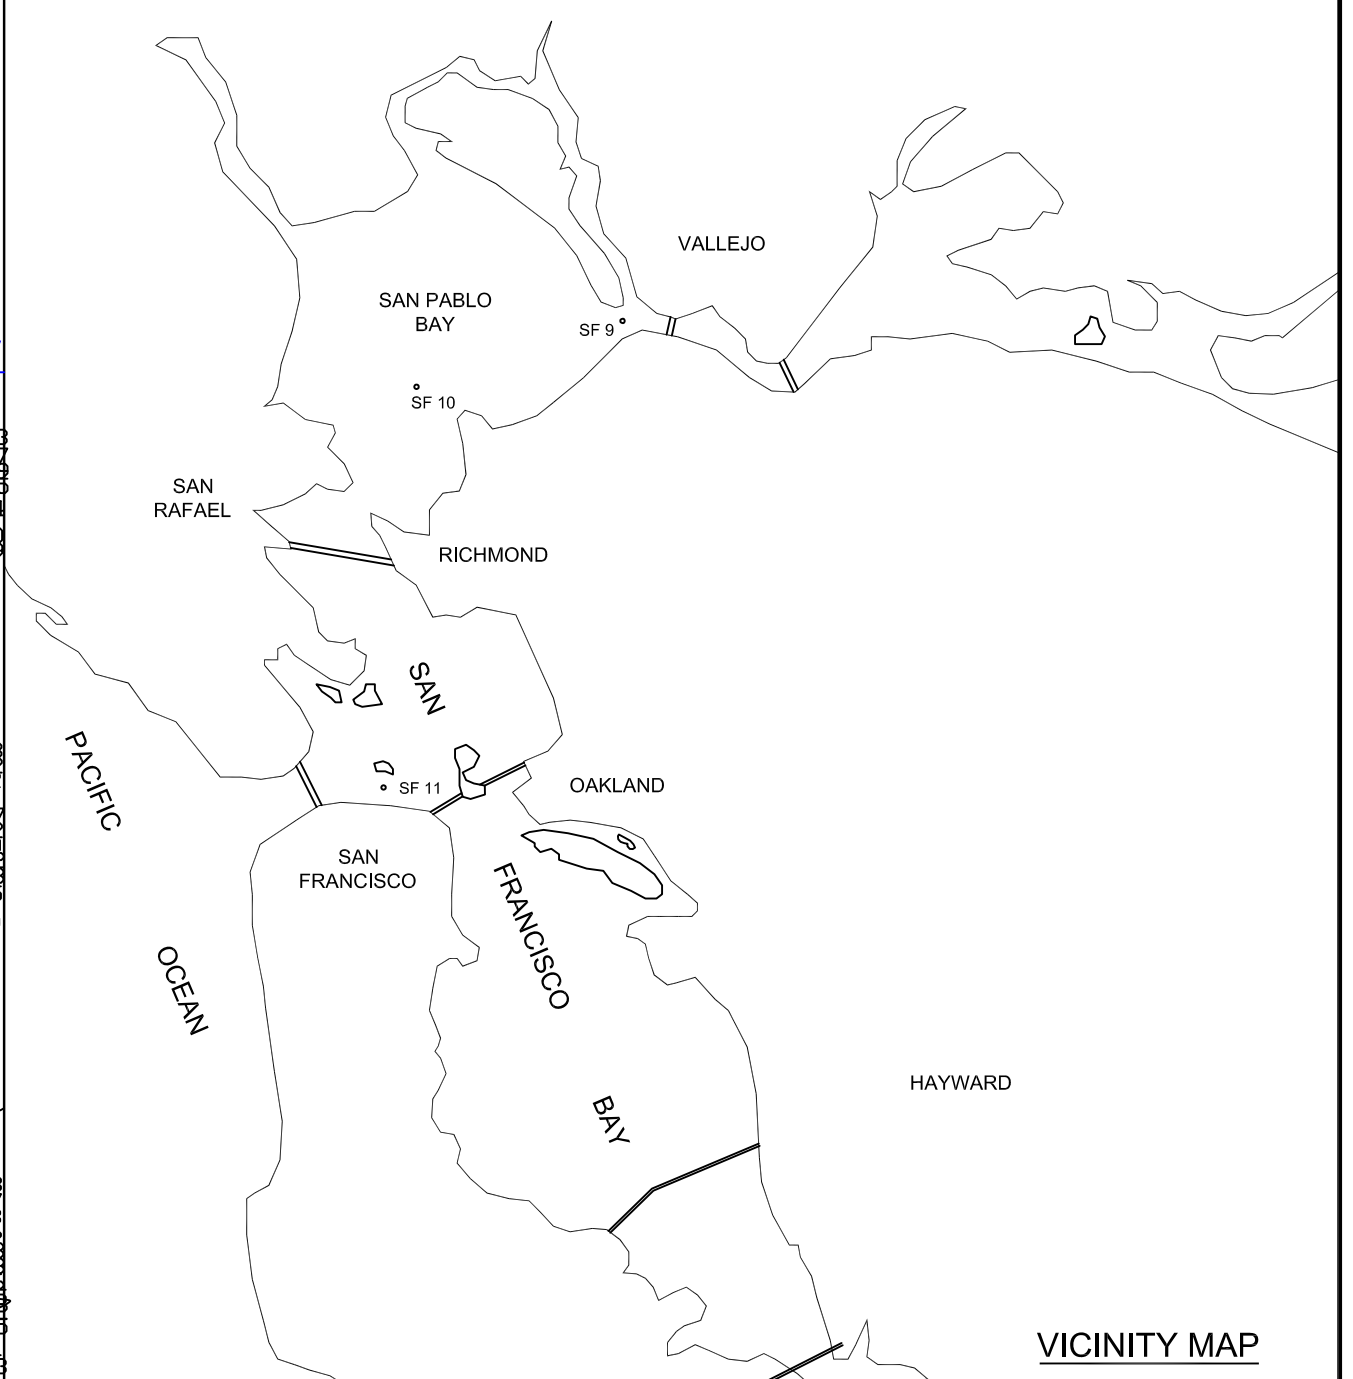 VALLEJO
SAN PABLO
BAY
SF 9
SF 10
SAN
RAFAEL
RICHMOND
SAN
PACIFIC
SF 11
OAKLAND
SAN
FRANCISCO
FRANCISCO
OCEAN
HAYWARD
BAY
VICINITY MAP